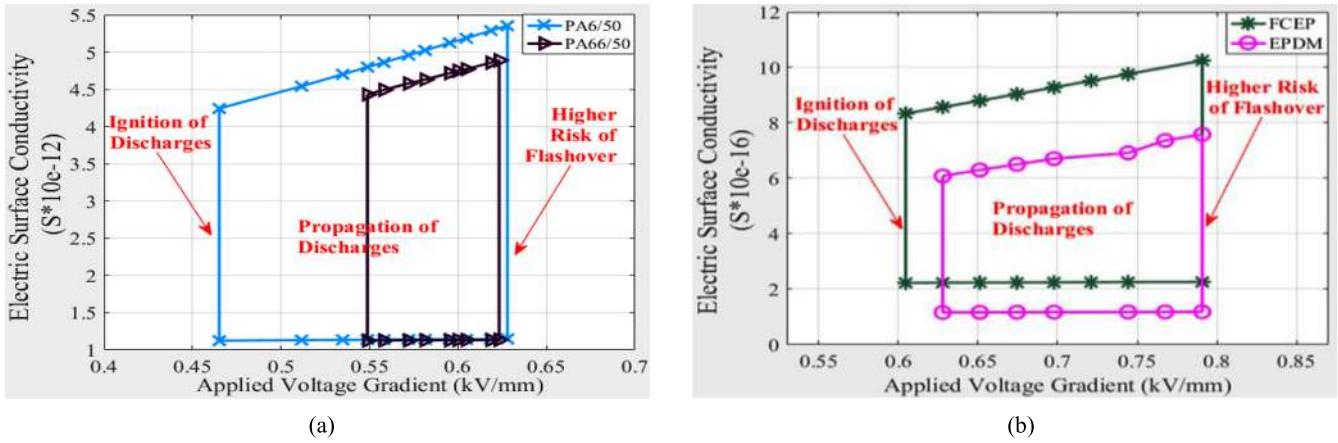 5.5
5
4.5
4
3.5
3
2.5
2
1.5
1
0.4
0.45
0.5
0.55
0.6
0.65
0.7
Electric Surface Conductivity
(S*10e-12)
Applied Voltage Gradient (kV/mm)
PA6/50
PA66/50
Ignition of
Discharges
Propagation of
Discharges
Higher
Risk of
Flashover
(a)
12
10
8
6
4
2
0
0.55
0.6
0.65
0.7
0.75
0.8
0.85
Electric Surface Conductivity
(S*10e-16)
Applied Voltage Gradient (kV/mm)
FCEP
EPDM
Ignition of
Discharges
Propagation of
Discharges
Higher Risk
of Flashover
(b)